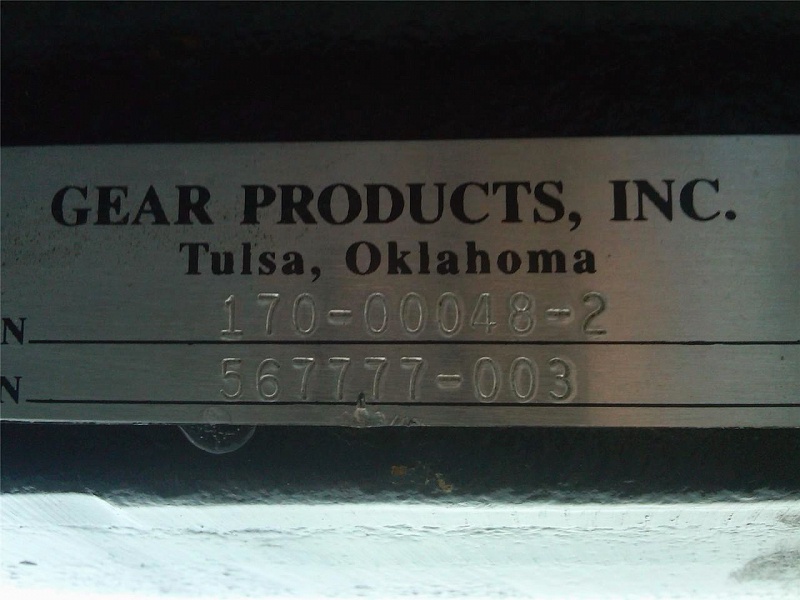 GEAR PRODUCTS, INC.
Tulsa, Oklahoma
N 170-00048-2
N 567777-003